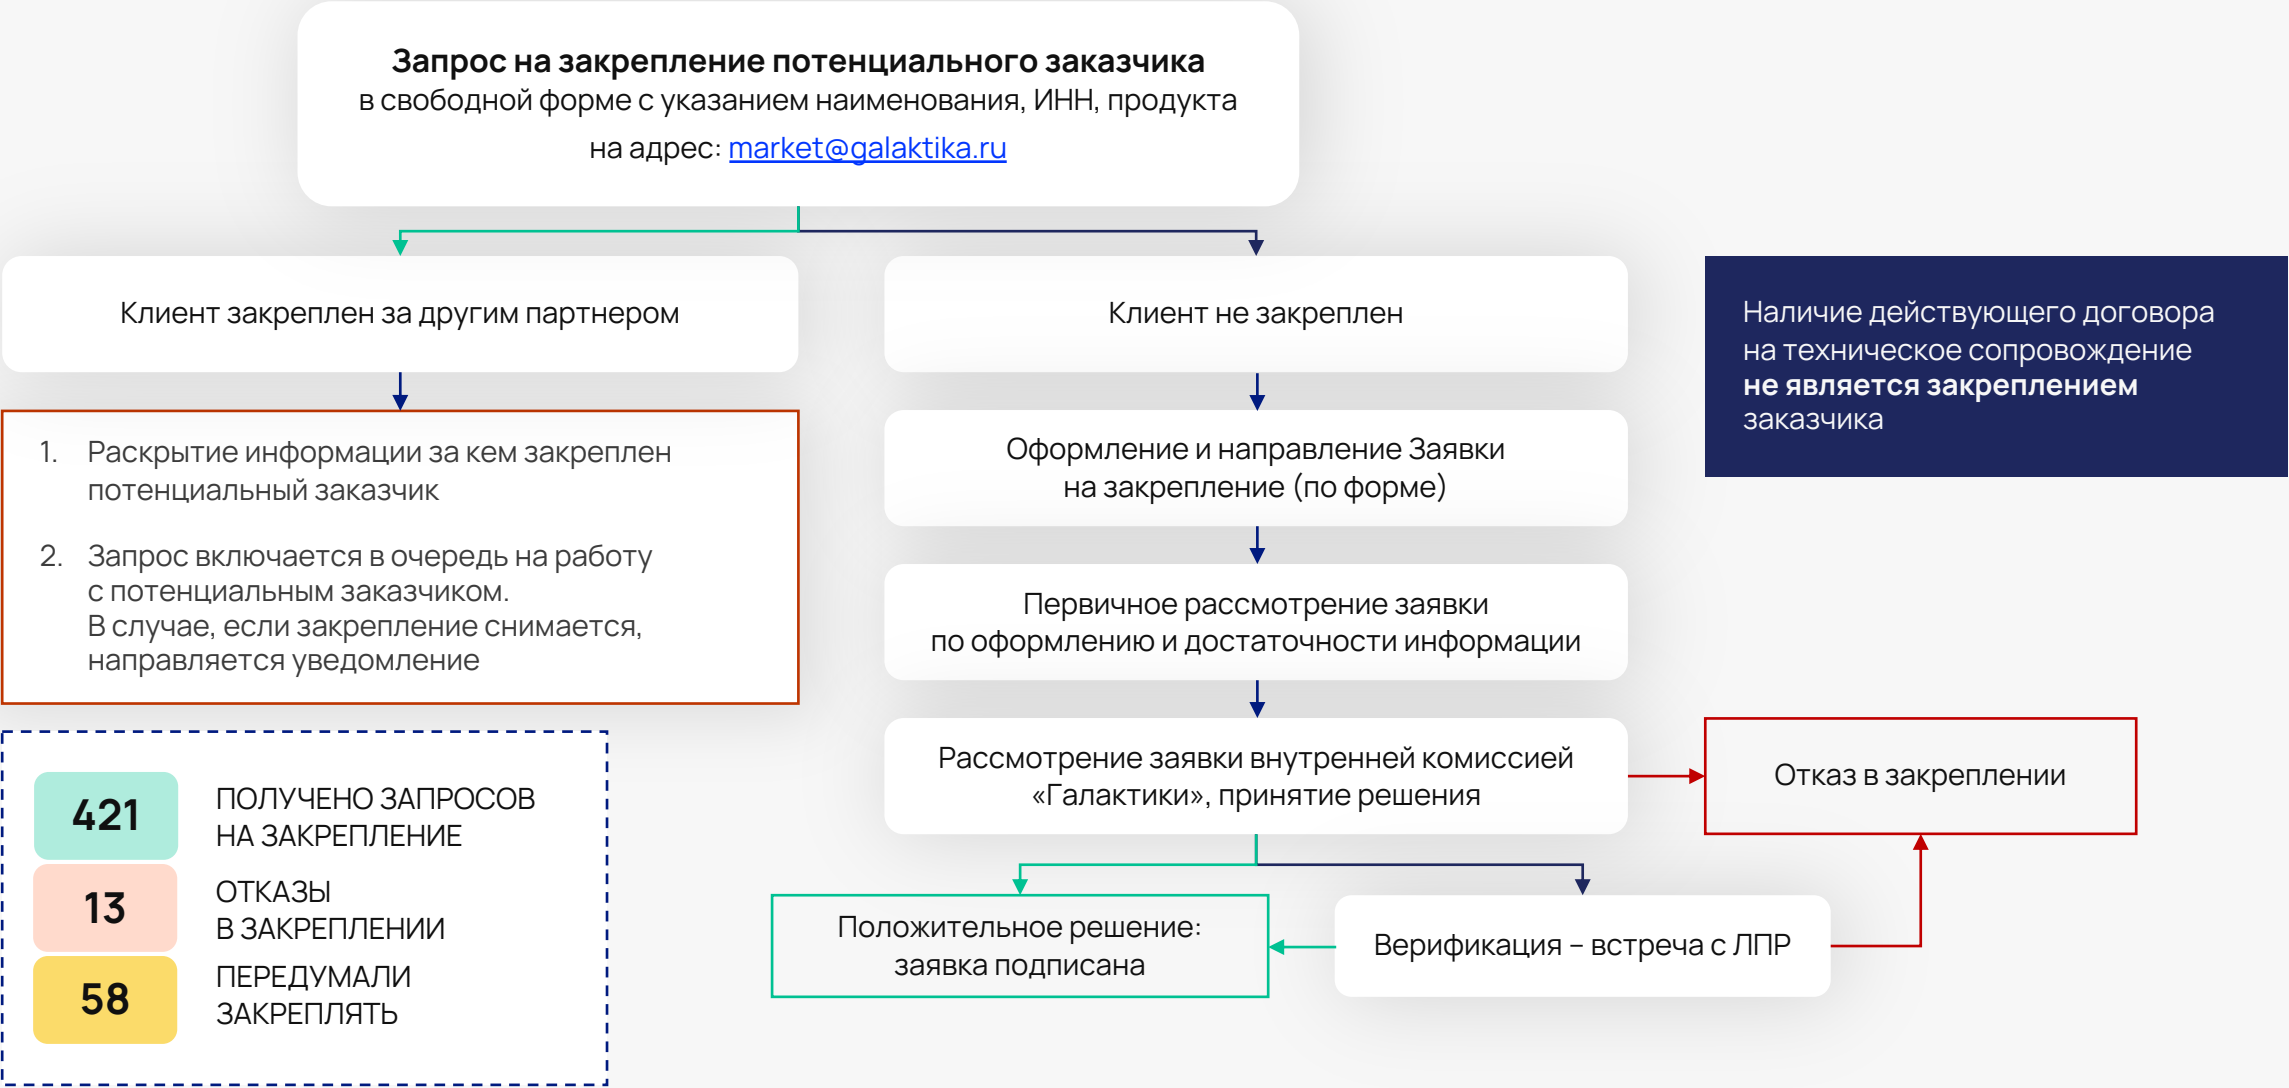 Запрос на закрепление потенциального заказчика
в свободной форме с указанием наименования, ИНН, продукта
на адрес: market@galaktika.ru
Клиент закреплен за другим партнером
Клиент не закреплен
Наличие действующего договора
на техническое сопровождение
не является закреплением
заказчика
1. Раскрытие информации за кем закреплен
потенциальный заказчик
2. Запрос включается в очередь на работу
с потенциальным заказчиком.
В случае, если закрепление снимается,
направляется уведомление
Оформление и направление Заявки
на закрепление (по форме)
Первичное рассмотрение заявки
по оформлению и достаточности информации
Рассмотрение заявки внутренней комиссией
«Галактики», принятие решения
Отказ в закреплении
Положительное решение:
заявка подписана
Верификация – встреча с ЛПР
421
ПОЛУЧЕНО ЗАПРОСОВ
НА ЗАКРЕПЛЕНИЕ
13
ОТКАЗЫ
В ЗАКРЕПЛЕНИИ
58
ПЕРЕДУМАЛИ
ЗАКРЕПЛЯТЬ